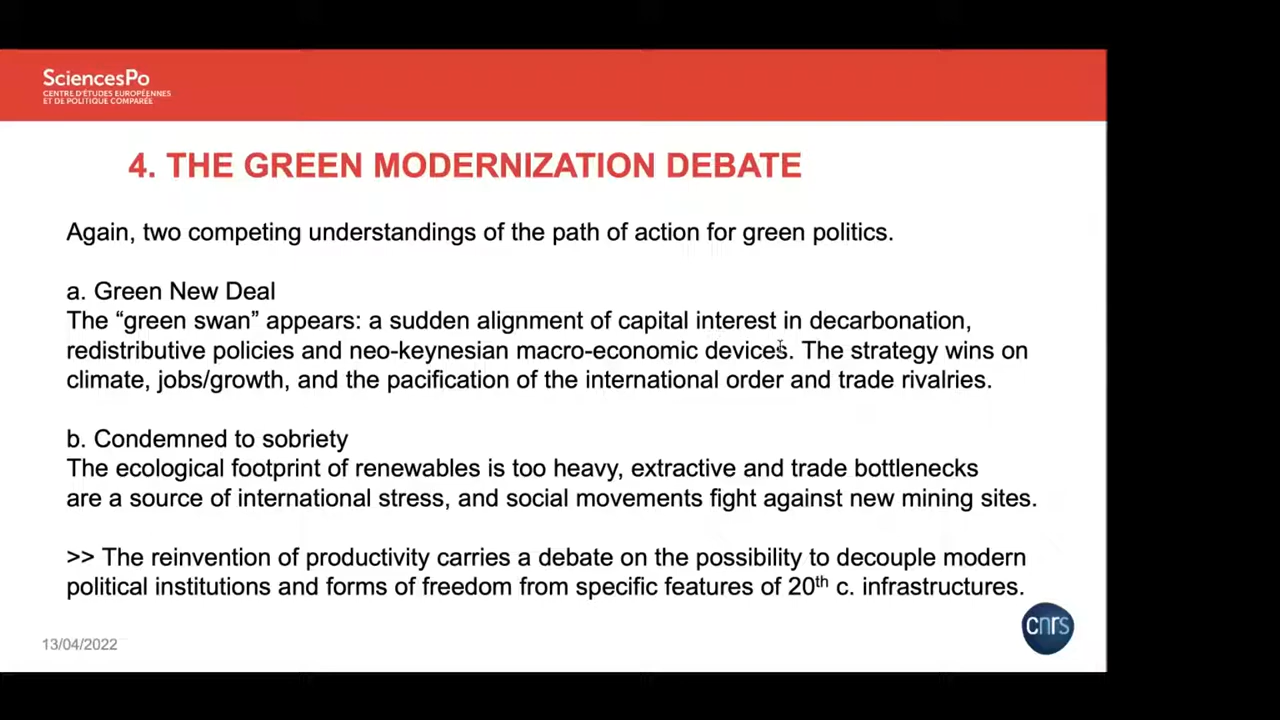 SciencesPo
CENTRE D'ÉTUDES EUROPÉENNES
ET DE POLITIQUE COMPARÉE
4. THE GREEN MODERNIZATION DEBATE
Again, two competing understandings of the path of action for green politics.
a. Green New Deal
The “green swan” appears: a sudden alignment of capital interest in decarbonation,
redistributive policies and neo-keynesian macro-economic devices. The strategy wins on
climate, jobs/growth, and the pacification of the international order and trade rivalries.
b. Condemned to sobriety
The ecological footprint of renewables is too heavy, extractive and trade bottlenecks
are a source of international stress, and social movements fight against new mining sites.
>> The reinvention of productivity carries a debate on the possibility to decouple modern
political institutions and forms of freedom from specific features of 20th c. infrastructures.
13/04/2022
cnrs